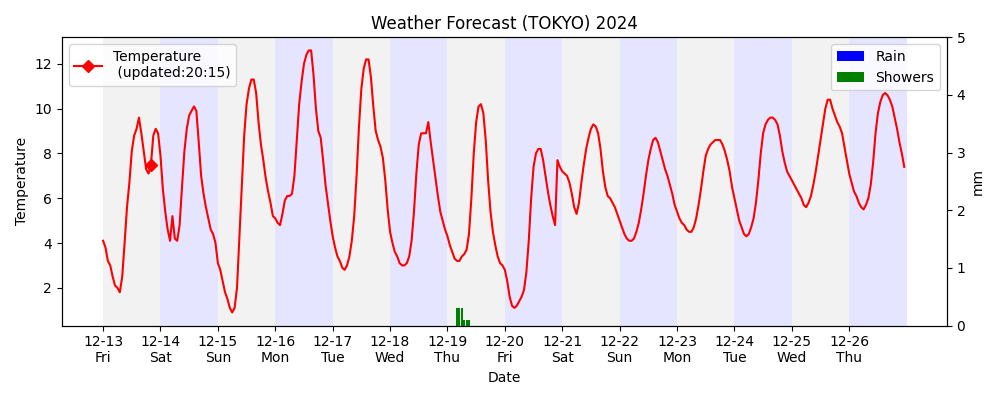 Weather Forecast (TOKYO) 2024
Temperature
(updated:20:15)
Rain
Showers
Temperature
12
10
8
6
4
2
5
4
3
2
1
0
mm
12-13 12-14 12-15 12-16 12-17 12-18 12-19 12-20 12-21 12-22 12-23 12-24 12-25 12-26
Fri Sat Sun Mon Tue Wed Thu Fri Sat Sun Mon Tue Wed Thu
Date